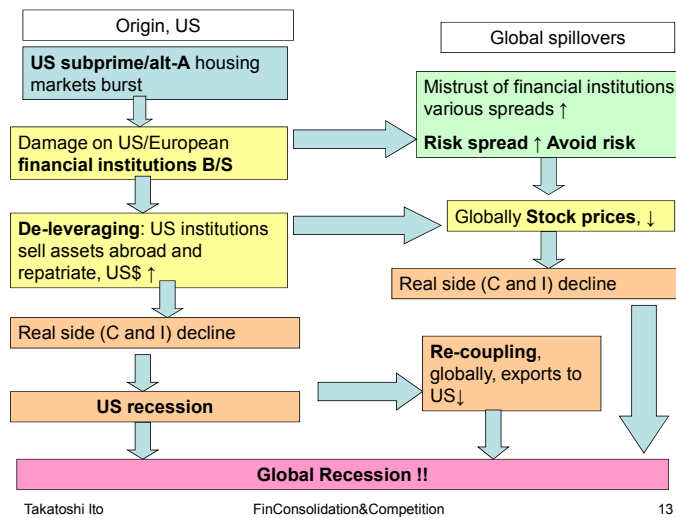 Origin, US
US subprime/alt-A housing
markets burst
Damage on US/European
financial institutions B/S
De-leveraging: US institutions
sell assets abroad and
repatriate, US$ ↑
Real side (C and I) decline
US recession
Global spillovers
Mistrust of financial institutions,
various spreads ↑
Risk spread ↑ Avoid risk
Globally Stock prices, ↓
Real side (C and I) decline
Re-coupling,
globally, exports to
US↓
Global Recession !!
Takatoshi Ito
FinConsolidation&Competition
13